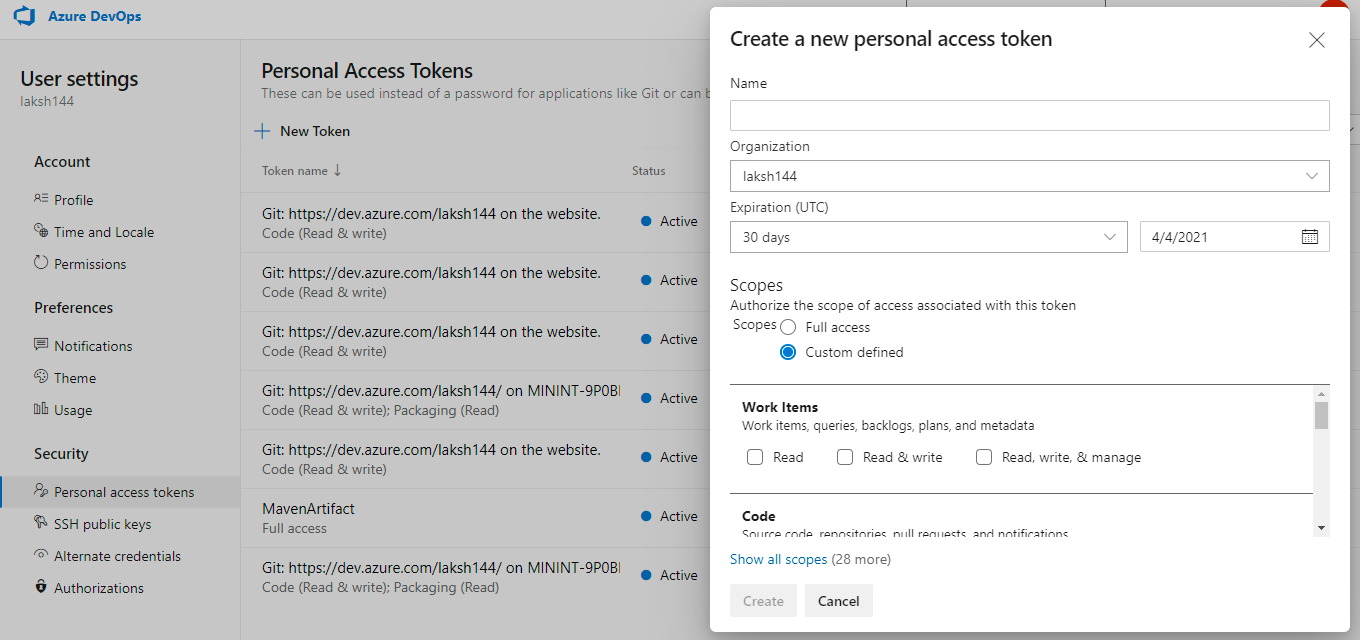 Azure DevOps
User settings
laksh144
Account
Profile
Time and Locale
Permissions
Preferences
Notifications
Theme
Usage
Security
Personal access tokens
SSH public keys
Alternate credentials
Authorizations
Personal Access Tokens
These can be used instead of a password for applications like Git or can b
New Token
Token name ↓ Status
Git: https://dev.azure.com/laksh144 on the website.
Code (Read & write)
Active
Git: https://dev.azure.com/laksh144 on the website.
Code (Read & write)
Active
Git: https://dev.azure.com/laksh144 on the website.
Code (Read & write)
Active
Git: https://dev.azure.com/laksh144/ on MININT-9P0B
Code (Read & write); Packaging (Read)
Active
Git: https://dev.azure.com/laksh144 on the website.
Code (Read & write)
Active
MavenArtifact
Full access
Active
Git: https://dev.azure.com/laksh144/ on MININT-9P0B
Code (Read & write); Packaging (Read)
Active
Create a new personal access token
Name
Organization
laksh144
Expiration (UTC)
30 days
4/4/2021
Scopes
Authorize the scope of access associated with this token
Scopes Full access
Custom defined
Work Items
Work items, queries, backlogs, plans, and metadata
Read Read & write Read, write, & manage
Code
Source code, repositories, pull requests, and notifications
Show all scopes (28 more)
Create Cancel